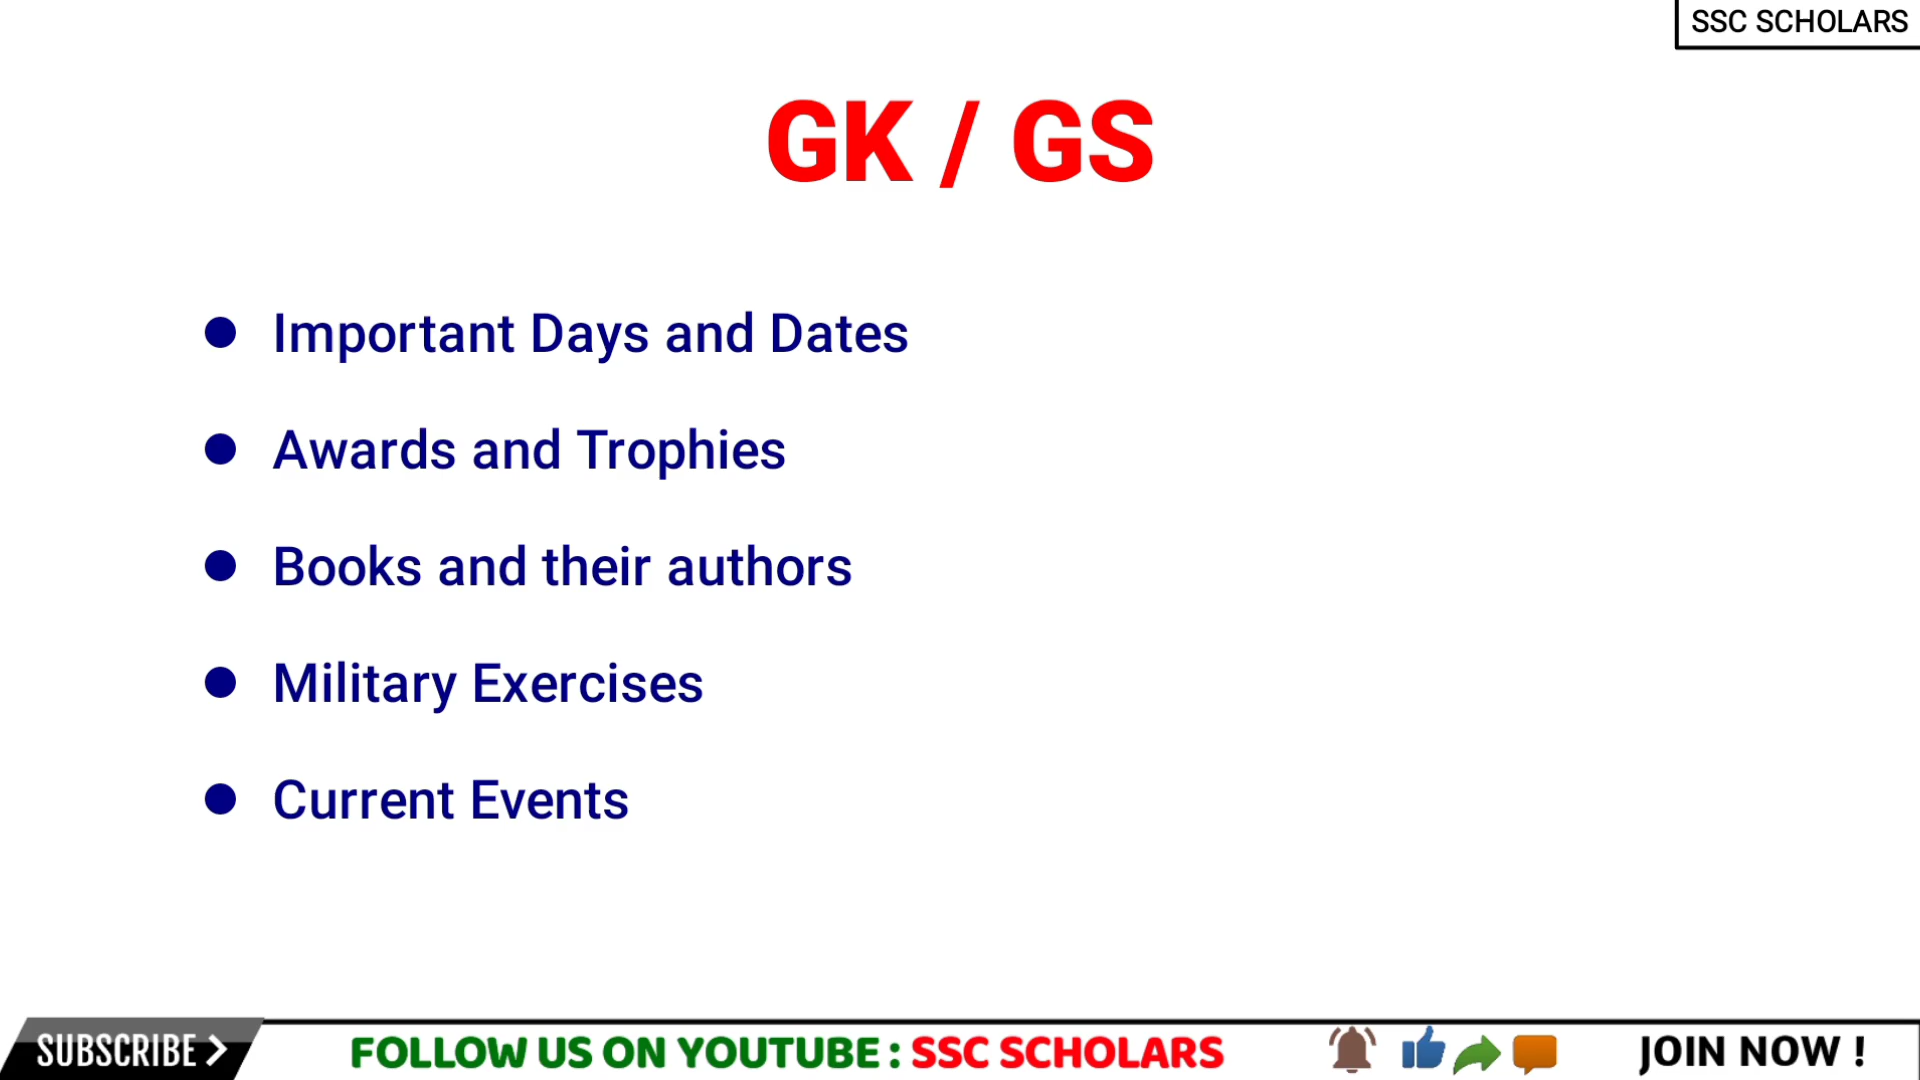 SSC SCHOLARS
GK / GS
Important Days and Dates
Awards and Trophies
Books and their authors
Military Exercises
Current Events
SUBSCRIBE
FOLLOW US ON YOUTUBE : SSC SCHOLARS
JOIN NOW !